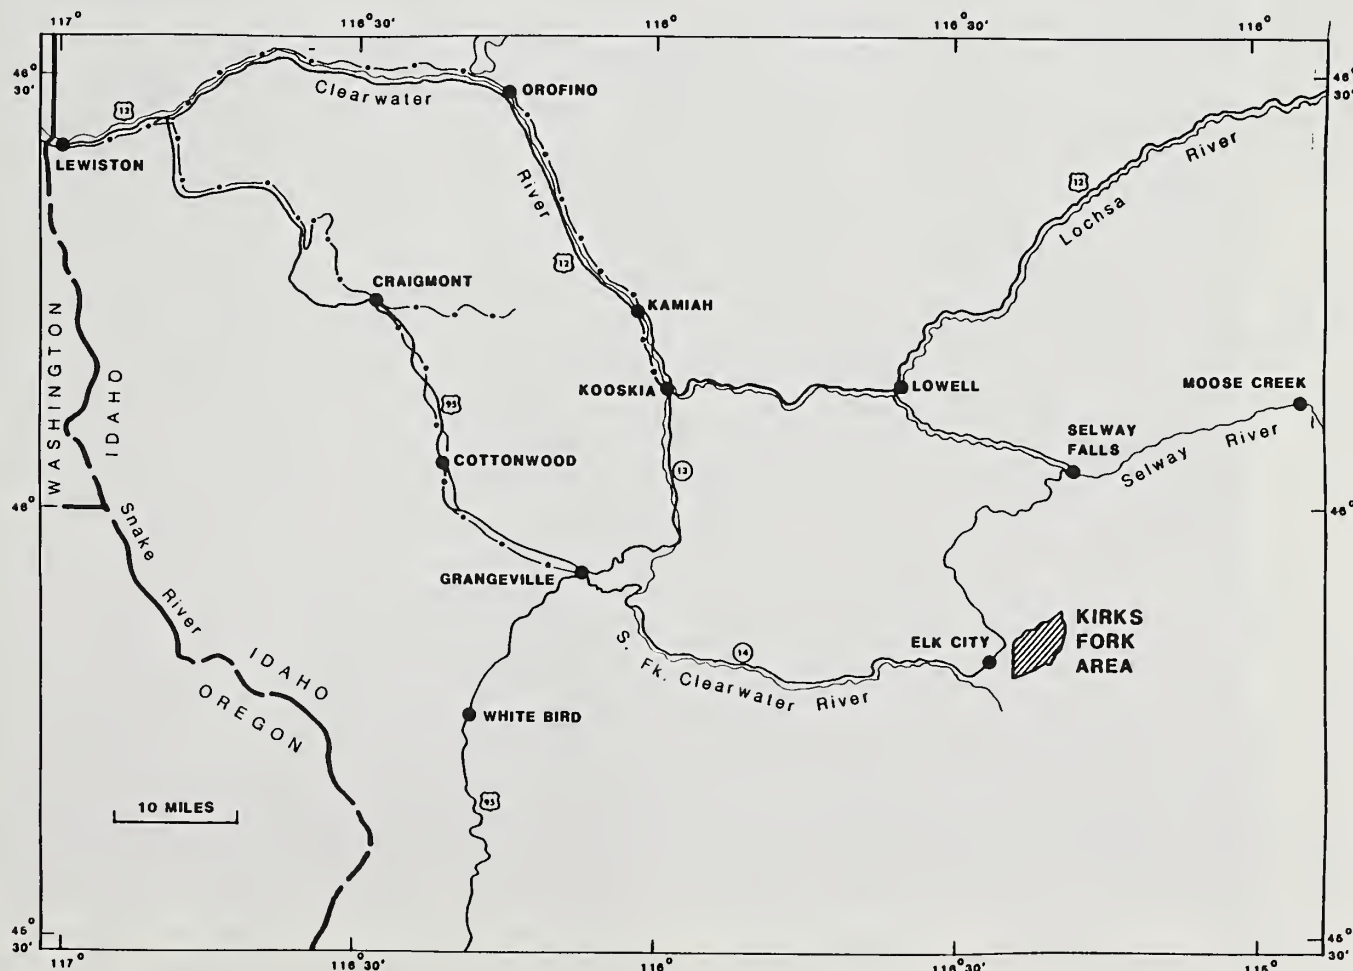 117°
116° 30'
116°
116° 30'
116°
46° 30'
46° 30'
12
OROFINO
Clearwater
LEWISTON
River
River
12
Lochsa
12
CRAIGMONT
KAMIAH
WASHINGTON
IDAHO
KOOSKIA
LOWELL
MOOSE CREEK
95
SELWAY
FALLS
Selway River
COTTONWOOD
13
46°
46°
Snake River
GRANGEVILLE
KIRKS
FORK
AREA
ELK CITY
14
S. Fk. Clearwater River
IDAHO
OREGON
WHITE BIRD
10 MILES
95
45° 30'
45° 30'
117°
116° 30'
116°
116° 30'
115°